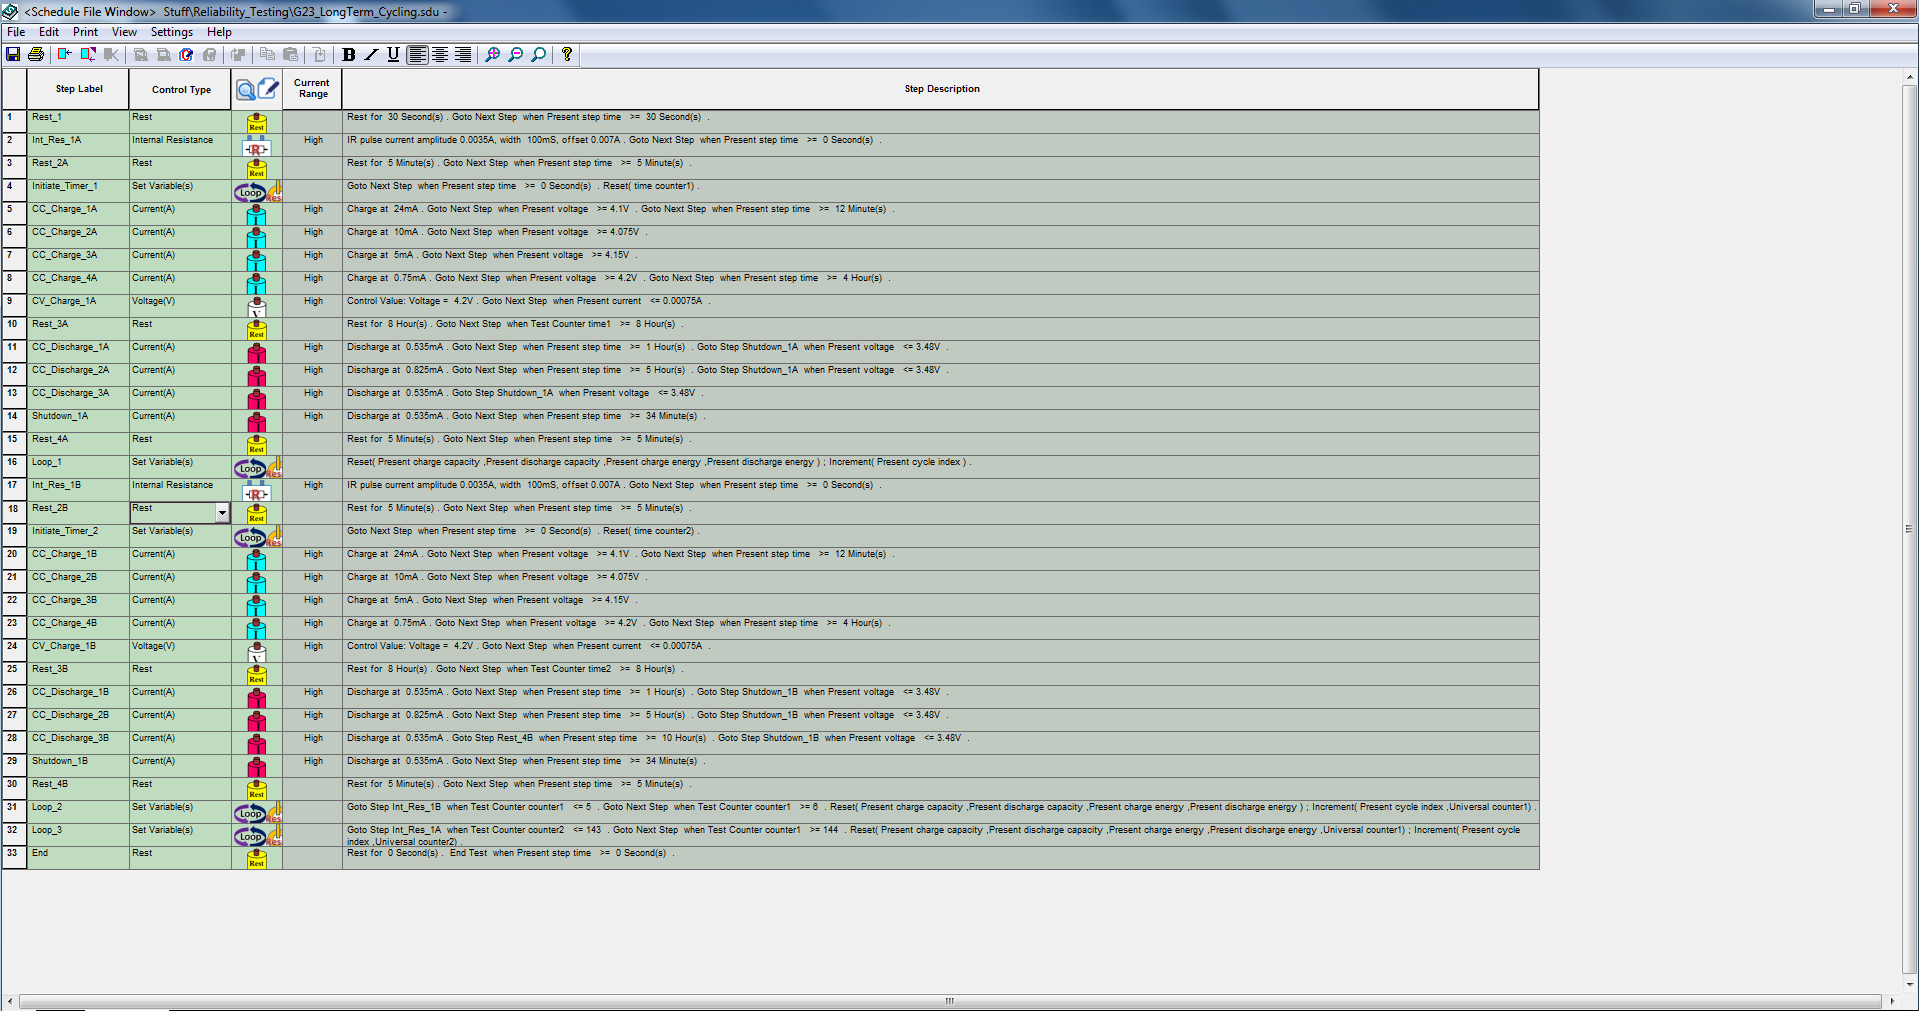 <Schedule File Window>   Stuff\Reliability_Testing\G23_LongTerm_Cycling.sdu -
File Edit Print View Settings Help
B I U
Step Label Control Type Current Range Step Description
1 Rest_1 Rest Rest Rest for 30 Second(s) . Goto Next Step when Present step time >= 30 Second(s) .
2 Int_Res_1A Internal Resistance R High IR pulse current amplitude 0.0035A, width 100mS, offset 0.007A . Goto Next Step when Present step time >= 0 Second(s) .
3 Rest_2A Rest Rest Rest for 5 Minute(s) . Goto Next Step when Present step time >= 5 Minute(s) .
4 Initiate_Timer_1 Set Variable(s) Loop Res Goto Next Step when Present step time >= 0 Second(s) . Reset( time counter1) .
5 CC_Charge_1A Current(A) I High Charge at 24mA . Goto Next Step when Present voltage >= 4.1V . Goto Next Step when Present step time >= 12 Minute(s) .
6 CC_Charge_2A Current(A) I High Charge at 10mA . Goto Next Step when Present voltage >= 4.075V .
7 CC_Charge_3A Current(A) I High Charge at 5mA . Goto Next Step when Present voltage >= 4.15V .
8 CC_Charge_4A Current(A) I High Charge at 0.75mA . Goto Next Step when Present voltage >= 4.2V . Goto Next Step when Present step time >= 4 Hour(s) .
9 CV_Charge_1A Voltage(V) V High Control Value: Voltage = 4.2V . Goto Next Step when Present current <= 0.00075A .
10 Rest_3A Rest Rest Rest for 8 Hour(s) . Goto Next Step when Test Counter time1 >= 8 Hour(s) .
11 CC_Discharge_1A Current(A) I High Discharge at 0.535mA . Goto Next Step when Present step time >= 1 Hour(s) . Goto Step Shutdown_1A when Present voltage <= 3.48V .
12 CC_Discharge_2A Current(A) I High Discharge at 0.825mA . Goto Next Step when Present step time >= 5 Hour(s) . Goto Step Shutdown_1A when Present voltage <= 3.48V .
13 CC_Discharge_3A Current(A) I High Discharge at 0.535mA . Goto Step Shutdown_1A when Present voltage <= 3.48V .
14 Shutdown_1A Current(A) I High Discharge at 0.535mA . Goto Next Step when Present step time >= 34 Minute(s) .
15 Rest_4A Rest Rest Rest for 5 Minute(s) . Goto Next Step when Present step time >= 5 Minute(s) .
16 Loop_1 Set Variable(s) Loop Res Reset( Present charge capacity ,Present discharge capacity ,Present charge energy ,Present discharge energy ) ; Increment( Present cycle index ) .
17 Int_Res_1B Internal Resistance R High IR pulse current amplitude 0.0035A, width 100mS, offset 0.007A . Goto Next Step when Present step time >= 0 Second(s) .
18 Rest_2B Rest Rest Rest for 5 Minute(s) . Goto Next Step when Present step time >= 5 Minute(s) .
19 Initiate_Timer_2 Set Variable(s) Loop Res Goto Next Step when Present step time >= 0 Second(s) . Reset( time counter2) .
20 CC_Charge_1B Current(A) I High Charge at 24mA . Goto Next Step when Present voltage >= 4.1V . Goto Next Step when Present step time >= 12 Minute(s) .
21 CC_Charge_2B Current(A) I High Charge at 10mA . Goto Next Step when Present voltage >= 4.075V .
22 CC_Charge_3B Current(A) I High Charge at 5mA . Goto Next Step when Present voltage >= 4.15V .
23 CC_Charge_4B Current(A) I High Charge at 0.75mA . Goto Next Step when Present voltage >= 4.2V . Goto Next Step when Present step time >= 4 Hour(s) .
24 CV_Charge_1B Voltage(V) V High Control Value: Voltage = 4.2V . Goto Next Step when Present current <= 0.00075A .
25 Rest_3B Rest Rest Rest for 8 Hour(s) . Goto Next Step when Test Counter time2 >= 8 Hour(s) .
26 CC_Discharge_1B Current(A) I High Discharge at 0.535mA . Goto Next Step when Present step time >= 1 Hour(s) . Goto Step Shutdown_1B when Present voltage <= 3.48V .
27 CC_Discharge_2B Current(A) I High Discharge at 0.825mA . Goto Next Step when Present step time >= 5 Hour(s) . Goto Step Shutdown_1B when Present voltage <= 3.48V .
28 CC_Discharge_3B Current(A) I High Discharge at 0.535mA . Goto Step Rest_4B when Present step time >= 10 Hour(s) . Goto Step Shutdown_1B when Present voltage <= 3.48V .
29 Shutdown_1B Current(A) I High Discharge at 0.535mA . Goto Next Step when Present step time >= 34 Minute(s) .
30 Rest_4B Rest Rest Rest for 5 Minute(s) . Goto Next Step when Present step time >= 5 Minute(s) .
31 Loop_2 Set Variable(s) Loop Res Goto Step Int_Res_1B when Test Counter counter1 <= 5 . Goto Next Step when Test Counter counter1 >= 6 . Reset( Present charge capacity ,Present discharge capacity ,Present charge energy ,Present discharge energy ) ; Increment( Present cycle index ,Universal counter1) .
32 Loop_3 Set Variable(s) Loop Res Goto Step Int_Res_1A when Test Counter counter2 <= 143 . Goto Next Step when Test Counter counter1 >= 144 . Reset( Present charge capacity ,Present discharge capacity ,Present charge energy ,Present discharge energy ,Universal counter1) ; Increment( Present cycle
index ,Universal counter2) .
33 End Rest Rest Rest for 0 Second(s) . End Test when Present step time >= 0 Second(s) .